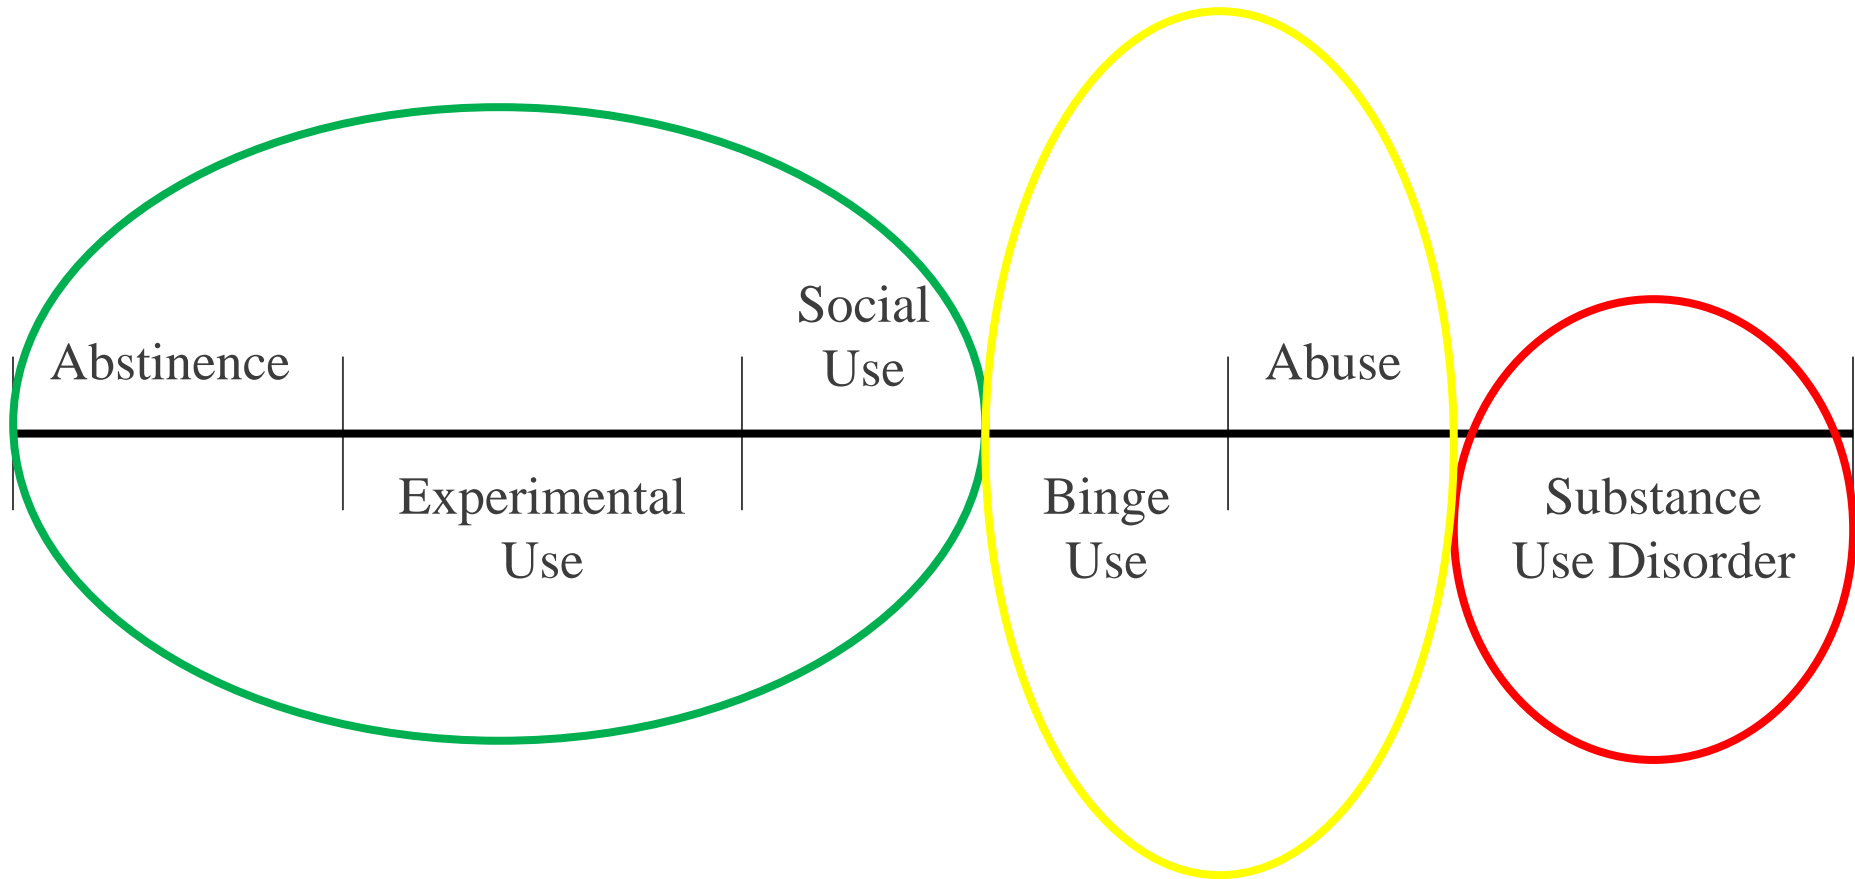 Abstinence
Experimental
Use
Social
Use
Binge
Use
Abuse
Substance
Use Disorder